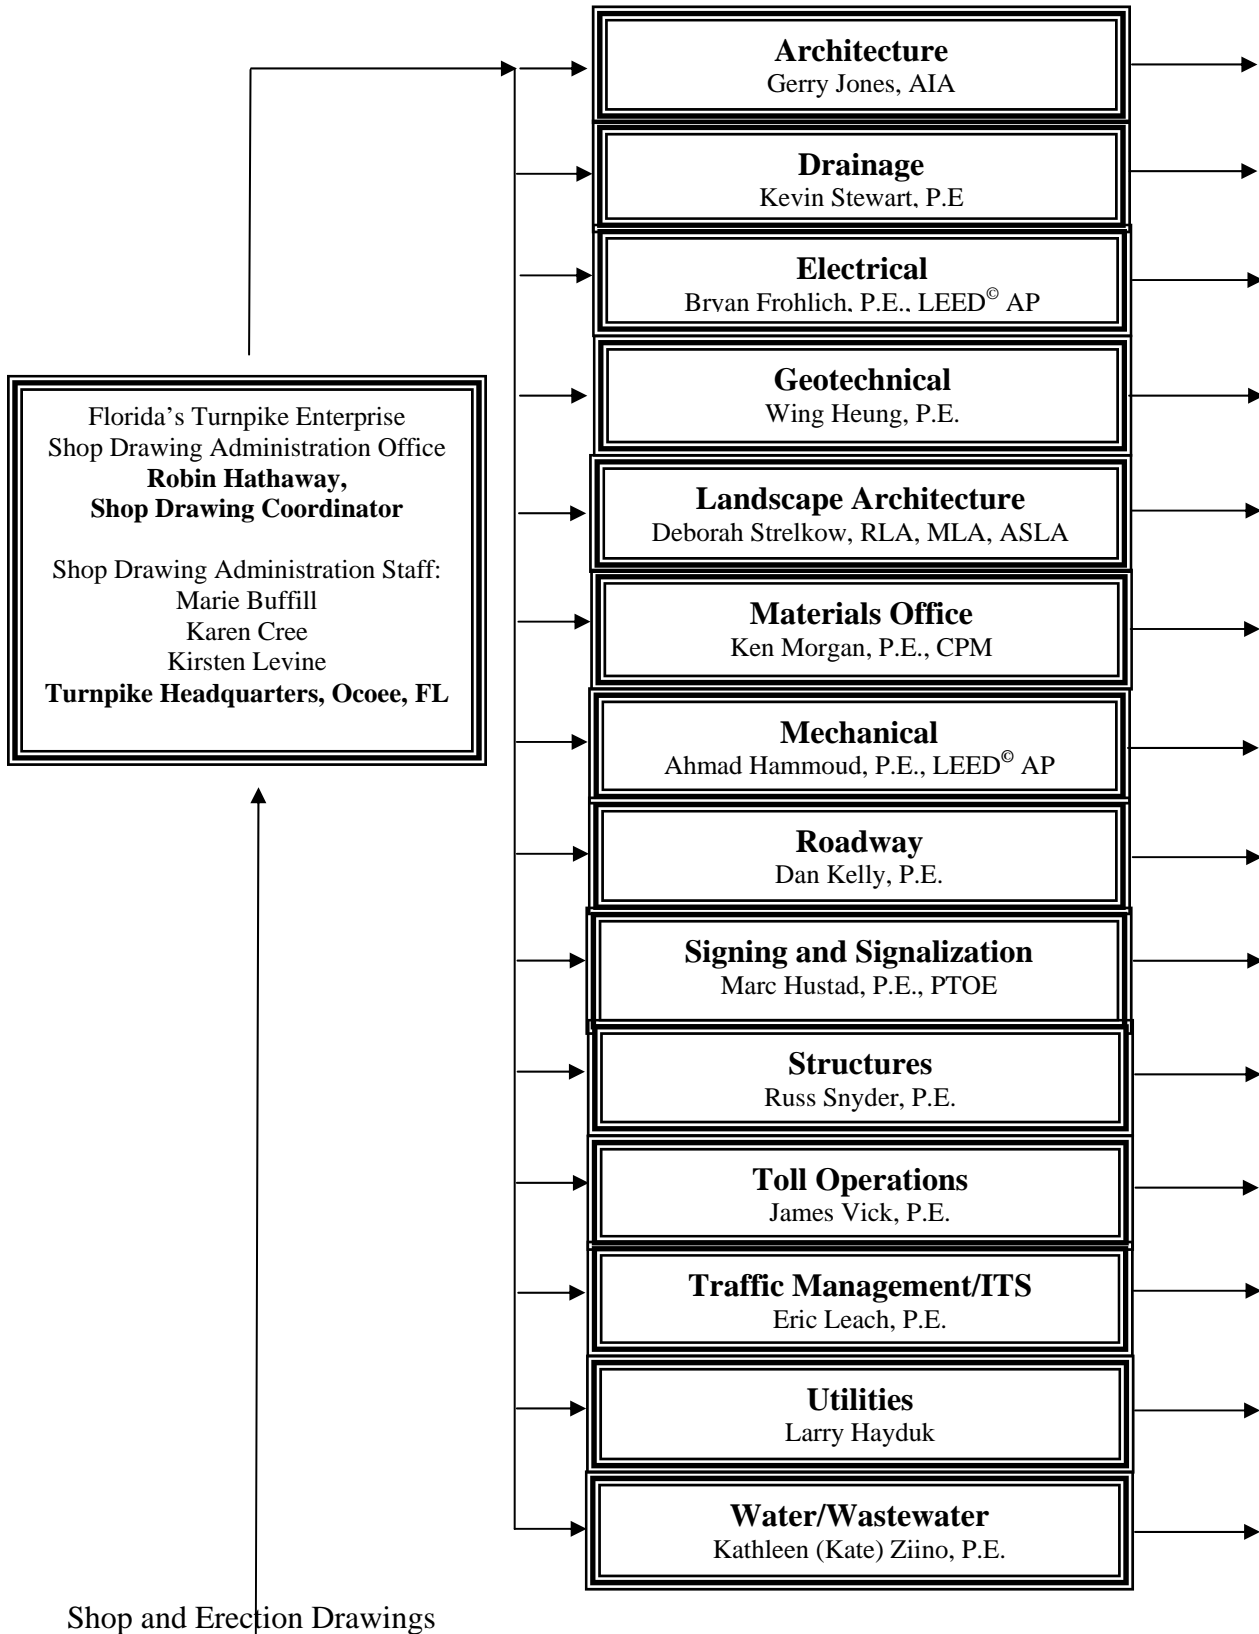 Architecture
Gerry Jones, AIA
Drainage
Kevin Stewart, P.E
Electrical
Bryan Frohlich, P.E., LEED© AP
Geotechnical
Wing Heung, P.E.
Florida's Turnpike Enterprise
Shop Drawing Administration Office
Robin Hathaway,
Shop Drawing Coordinator
Shop Drawing Administration Staff:
Marie Buffill
Karen Cree
Kirsten Levine
Turnpike Headquarters, Ocoee, FL
Landscape Architecture
Deborah Strelkow, RLA, MLA, ASLA
Materials Office
Ken Morgan, P.E., CPM
Mechanical
Ahmad Hammoud, P.E., LEED© AP
Roadway
Dan Kelly, P.E.
Signing and Signalization
Marc Hustad, P.E., PTOE
Structures
Russ Snyder, P.E.
Toll Operations
James Vick, P.E.
Traffic Management/ITS
Eric Leach, P.E.
Utilities
Larry Hayduk
Water/Wastewater
Kathleen (Kate) Ziino, P.E.
Shop and Erection Drawings